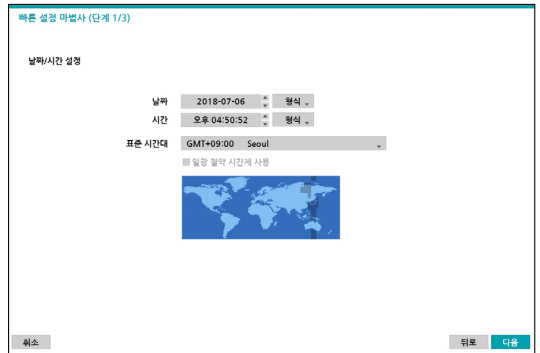 빠른 설정 마법사 (단계 1/3)
날짜/시간 설정
날짜 2018-07-06 형식
시간 오후 04:50:52 형식
표준 시간대 GMT+09:00 Seoul
일광 절약 시간제 사용
취소 뒤로 다음